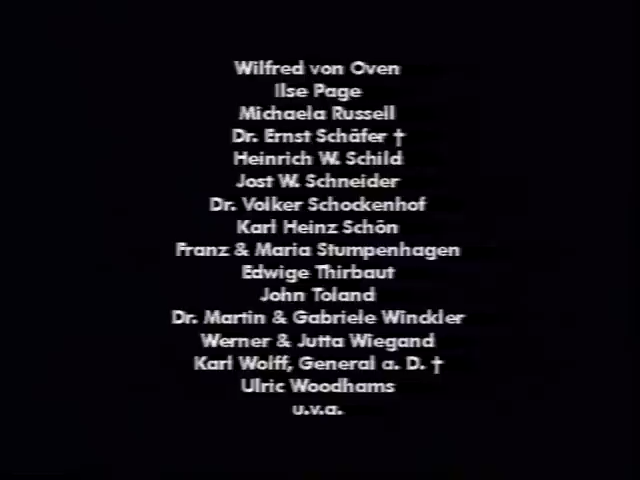 Wilfred von Oven
Ilse Page
Michaela Russell
Dr. Ernst Schäfer †
Heinrich W. Schild
Jost W. Schneider
Dr. Volker Schockenhof
Karl Heinz Schön
Franz & Maria Stumpenhagen
Edwige Thirbaut
John Toland
Dr. Martin & Gabriele Winckler
Werner & Jutta Wiegand
Karl Wolff, General a. D. †
Ulric Woodhams
u.v.a.